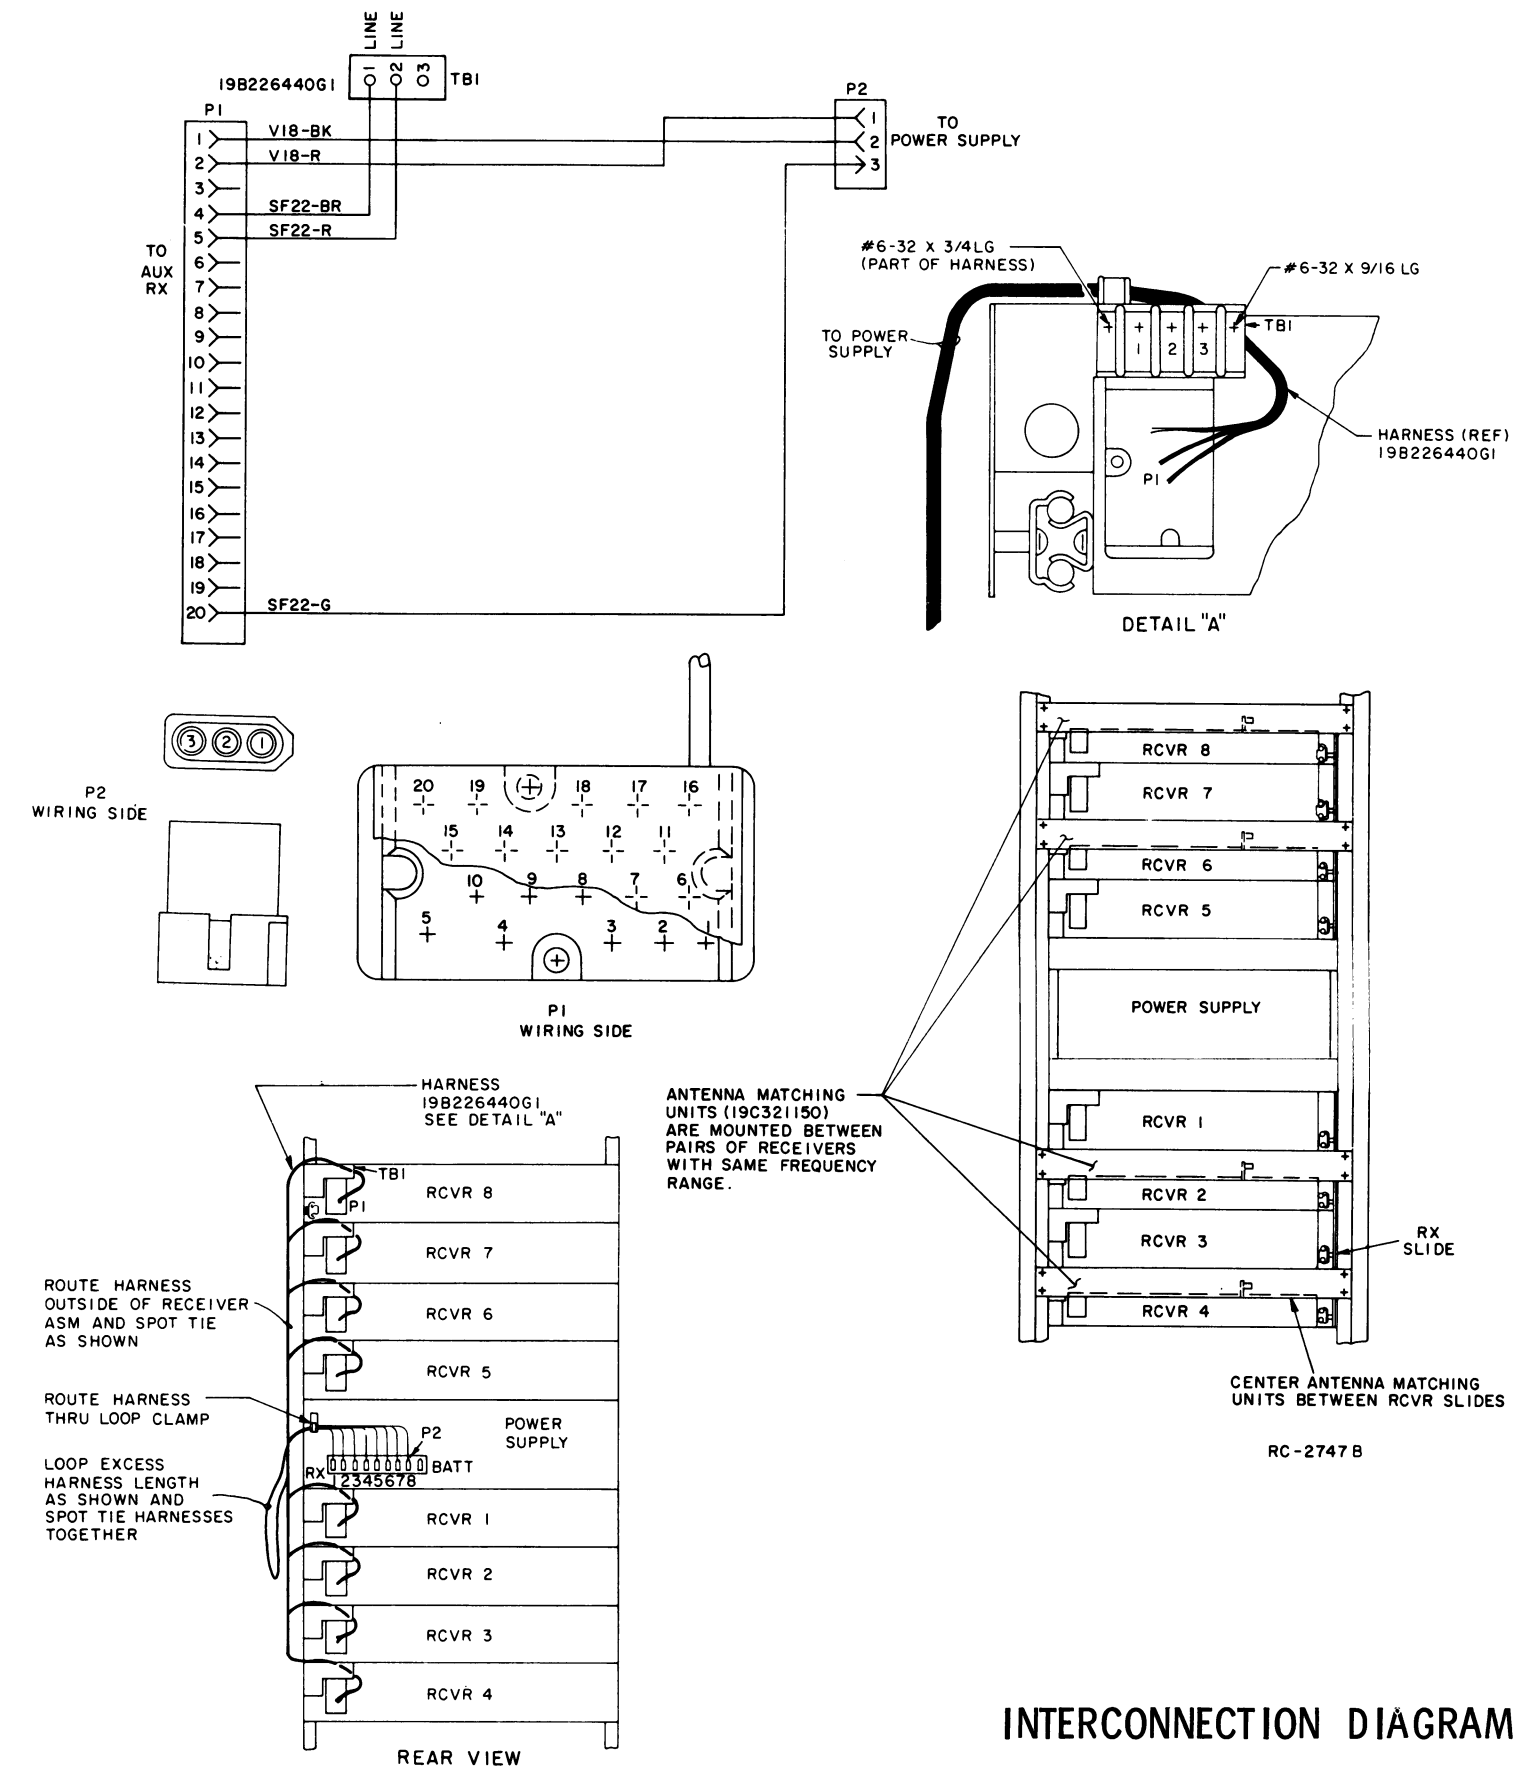 LINE
LINE
19B226440G1
1
2
3
TB1
P1
1
V18-BK
2
V18-R
3
4
SF22-BR
5
SF22-R
TO
AUX
RX
6
7
8
9
10
11
12
13
14
15
16
17
18
19
20
SF22-G
P2
1
2
3
TO
POWER SUPPLY
#6-32 X 3/4LG
(PART OF HARNESS)
#6-32 X 9/16 LG
TO POWER
SUPPLY
TB1
1
2
3
HARNESS (REF)
19B226440G1
P1
DETAIL "A"
3 2 1
P2
WIRING SIDE
20 19 18 17 16
15 14 13 12 11
10 9 8 7 6
5 4 3 2 1
P1
WIRING SIDE
RCVR 8
RCVR 7
RCVR 6
RCVR 5
POWER SUPPLY
RCVR 1
RCVR 2
RCVR 3
RCVR 4
ANTENNA MATCHING
UNITS (19C321150)
ARE MOUNTED BETWEEN
PAIRS OF RECEIVERS
WITH SAME FREQUENCY
RANGE.
RX
SLIDE
CENTER ANTENNA MATCHING
UNITS BETWEEN RCVR SLIDES
RC-2747B
HARNESS
19B226440G1
SEE DETAIL "A"
TB1
P1
RCVR 8
RCVR 7
RCVR 6
RCVR 5
ROUTE HARNESS
OUTSIDE OF RECEIVER
ASM AND SPOT TIE
AS SHOWN
ROUTE HARNESS
THRU LOOP CLAMP
POWER
SUPPLY
P2
BATT
RX
12345678
LOOP EXCESS
HARNESS LENGTH
AS SHOWN AND
SPOT TIE HARNESSES
TOGETHER
RCVR 1
RCVR 2
RCVR 3
RCVR 4
REAR VIEW
INTERCONNECTION DIAGRAM